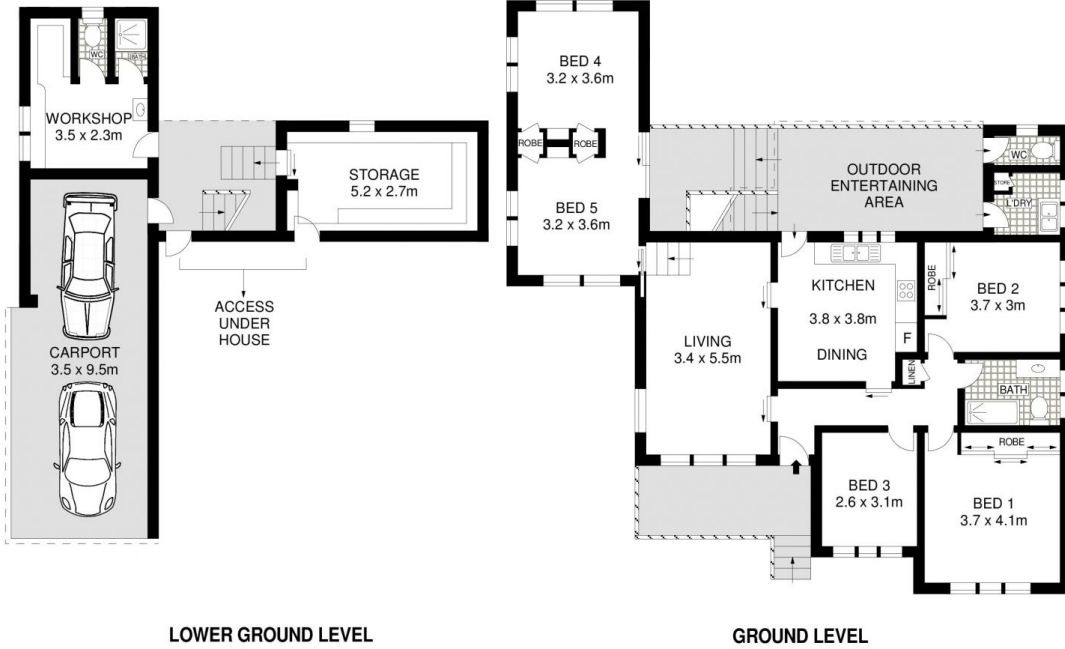 WC
BATH
WORKSHOP
3.5 x 2.3m
STORAGE
5.2 x 2.7m
ACCESS
UNDER
HOUSE
CARPORT
3.5 x 9.5m
LOWER GROUND LEVEL
BED 4
3.2 x 3.6m
ROBE
ROBE
BED 5
3.2 x 3.6m
OUTDOOR
ENTERTAINING
AREA
WC
STORE
L'DRY
KITCHEN
3.8 x 3.8m
DINING
F
ROBE
BED 2
3.7 x 3m
LIVING
3.4 x 5.5m
LINEN
BATH
ROBE
BED 3
2.6 x 3.1m
BED 1
3.7 x 4.1m
GROUND LEVEL